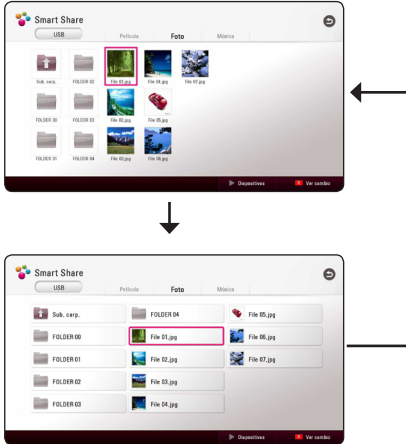 Smart Share
USB
Película
Foto
Música
Sub. carp.
FOLDER 02
File 01.jpg
File 04.jpg
File 07.jpg
FOLDER 00
FOLDER 03
File 02.jpg
File 05.jpg
FOLDER 01
FOLDER 04
File 03.jpg
File 06.jpg
Dispositivos
Ver cambio
Smart Share
USB
Película
Foto
Música
Sub. carp.
FOLDER 04
File 05.jpg
FOLDER 00
File 01.jpg
File 06.jpg
FOLDER 01
File 02.jpg
File 07.jpg
FOLDER 02
File 03.jpg
FOLDER 03
File 04.jpg
Dispositivos
Ver cambio